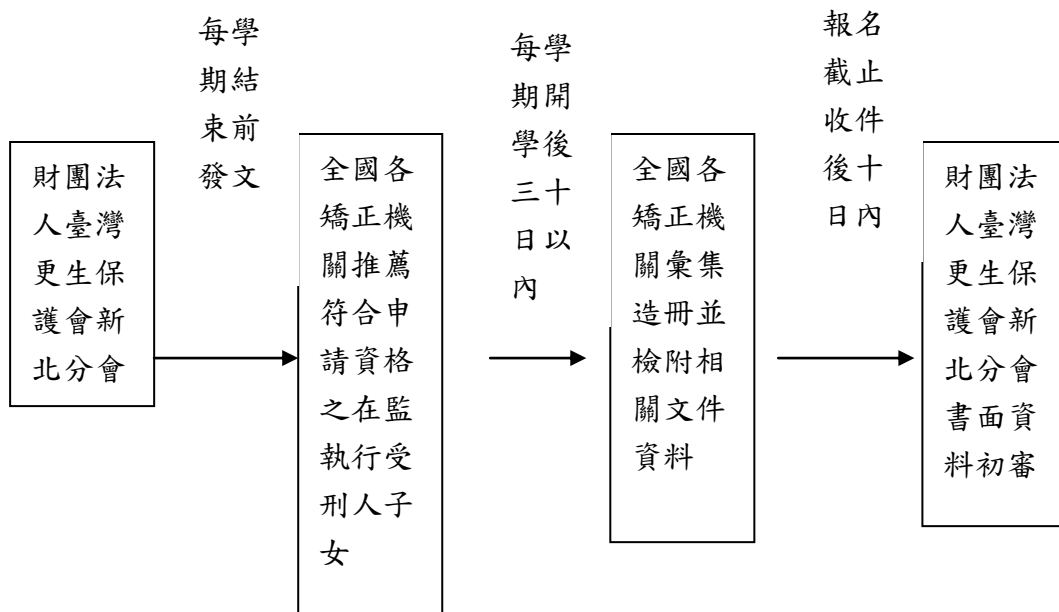 財團法
人臺灣
更生保
護會新
北分會
每學
期結
束前
發文
全國各
矯正機
關推薦
符合申
請資格
之在監
執行受
刑人子
女
每學
期開
學後
三十
日以
內
全國各
矯正機
關彙集
造冊並
檢附相
關文件
資料
報名
截止
收件
後十
日內
財團法
人臺灣
更生保
護會新
北分會
書面資
料初審